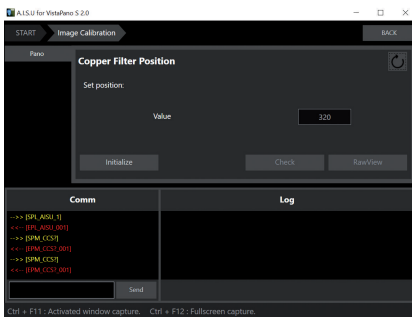 A.I.S.U for VistaPano S 2.0
START Image Calibration BACK
Pano
Copper Filter Position
Set position:
Value 320
Initialize Check RawView
Comm Log
-->> [SPL_AISU_1]
<<-- [EPL_AISU_001]
-->> [SPM_CCS?]
<<-- [EPM_CCS?_001]
-->> [SPM_CCS?]
<<-- [EPM_CCS?_001]
Send
Ctrl + F11 : Activated window capture. Ctrl + F12 : Fullscreen capture.